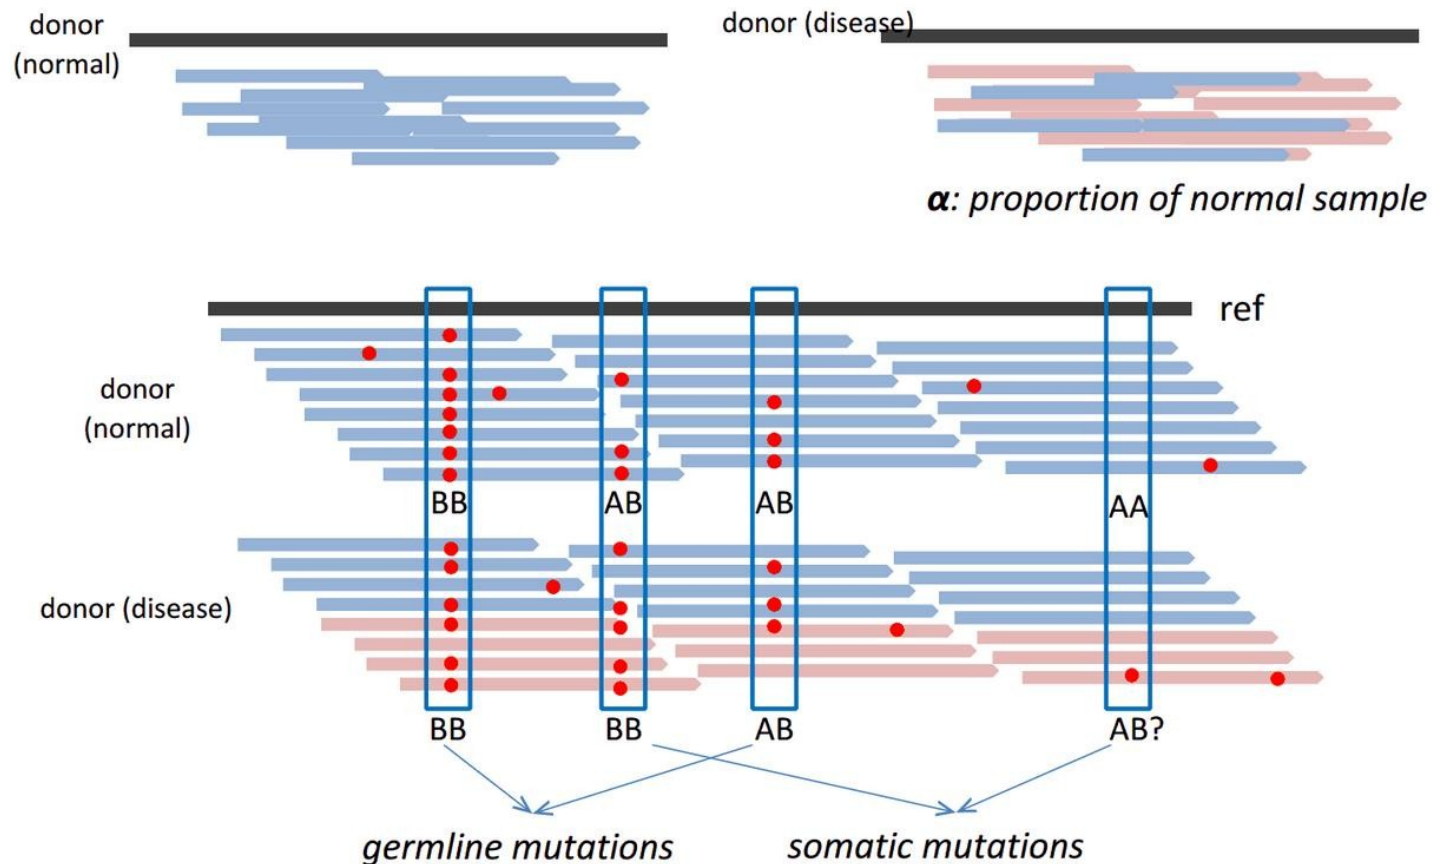 donor
(normal)
donor (disease)
α: proportion of normal sample
ref
donor
(normal)
BB AB AB AA
donor (disease)
BB BB AB AB?
germline mutations somatic mutations